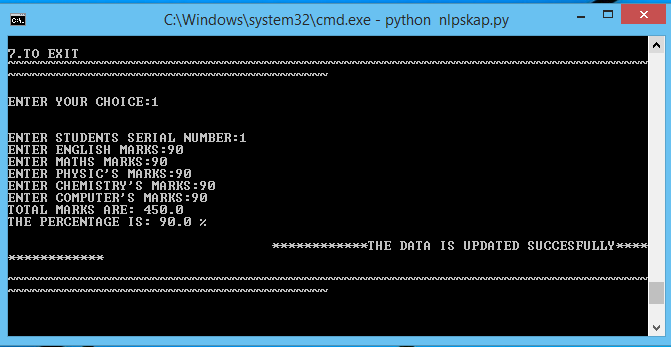 C:\Windows\system32\cmd.exe - python nlpskap.py
7.TO EXIT
~~~~~~~~~~~~~~~~~~~~~~~~~~~~~~~~~~~~~~~~~~~~~~~~~~~~~~~~~~~~~~~~~~~~~~~~~~~~~~~~
~~~~~~~~~~~~~~~~~~~~~~~~~~~~~~~~~~~~~~~~
ENTER YOUR CHOICE:1
ENTER STUDENTS SERIAL NUMBER:1
ENTER ENGLISH MARKS:90
ENTER MATHS MARKS:90
ENTER PHYSIC'S MARKS:90
ENTER CHEMISTRY'S MARKS:90
ENTER COMPUTER'S MARKS:90
TOTAL MARKS ARE: 450.0
THE PERCENTAGE IS: 90.0 %
************THE DATA IS UPDATED SUCCESFULLY****
************
~~~~~~~~~~~~~~~~~~~~~~~~~~~~~~~~~~~~~~~~~~~~~~~~~~~~~~~~~~~~~~~~~~~~~~~~~~~~~~~~
~~~~~~~~~~~~~~~~~~~~~~~~~~~~~~~~~~~~~~~~